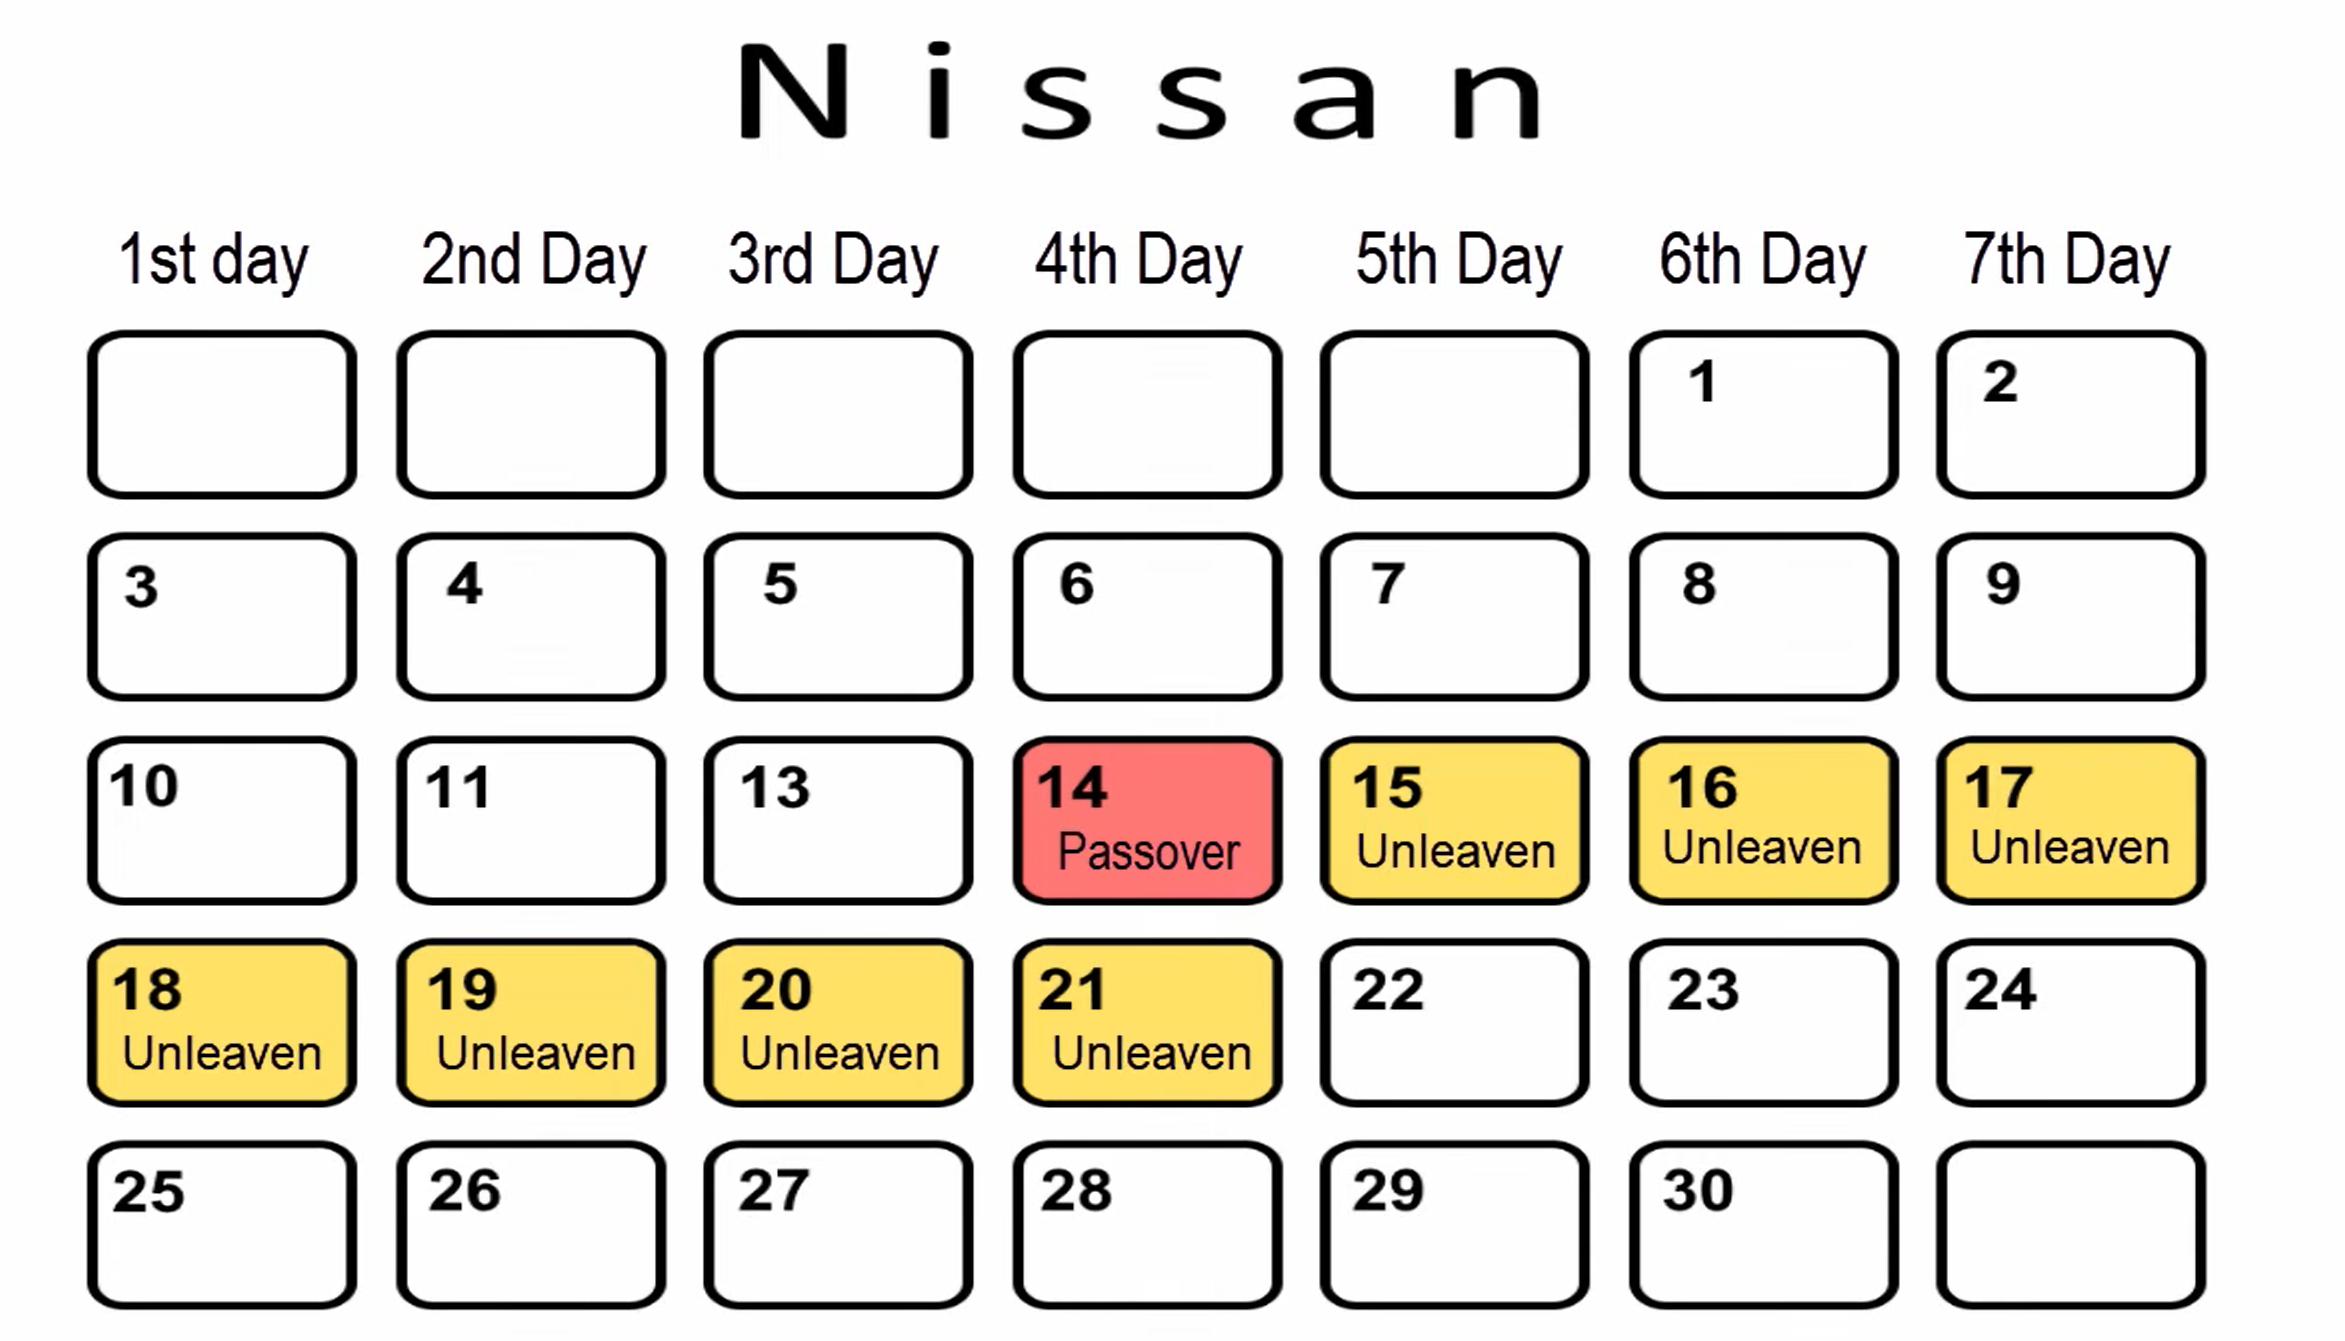 Nissan
1st day 2nd Day 3rd Day 4th Day 5th Day 6th Day 7th Day
1 2
3 4 5 6 7 8 9
10 11 13 14 15 16 17
Passover Unleaven Unleaven Unleaven
18 19 20 21 22 23 24
Unleaven Unleaven Unleaven Unleaven
25 26 27 28 29 30